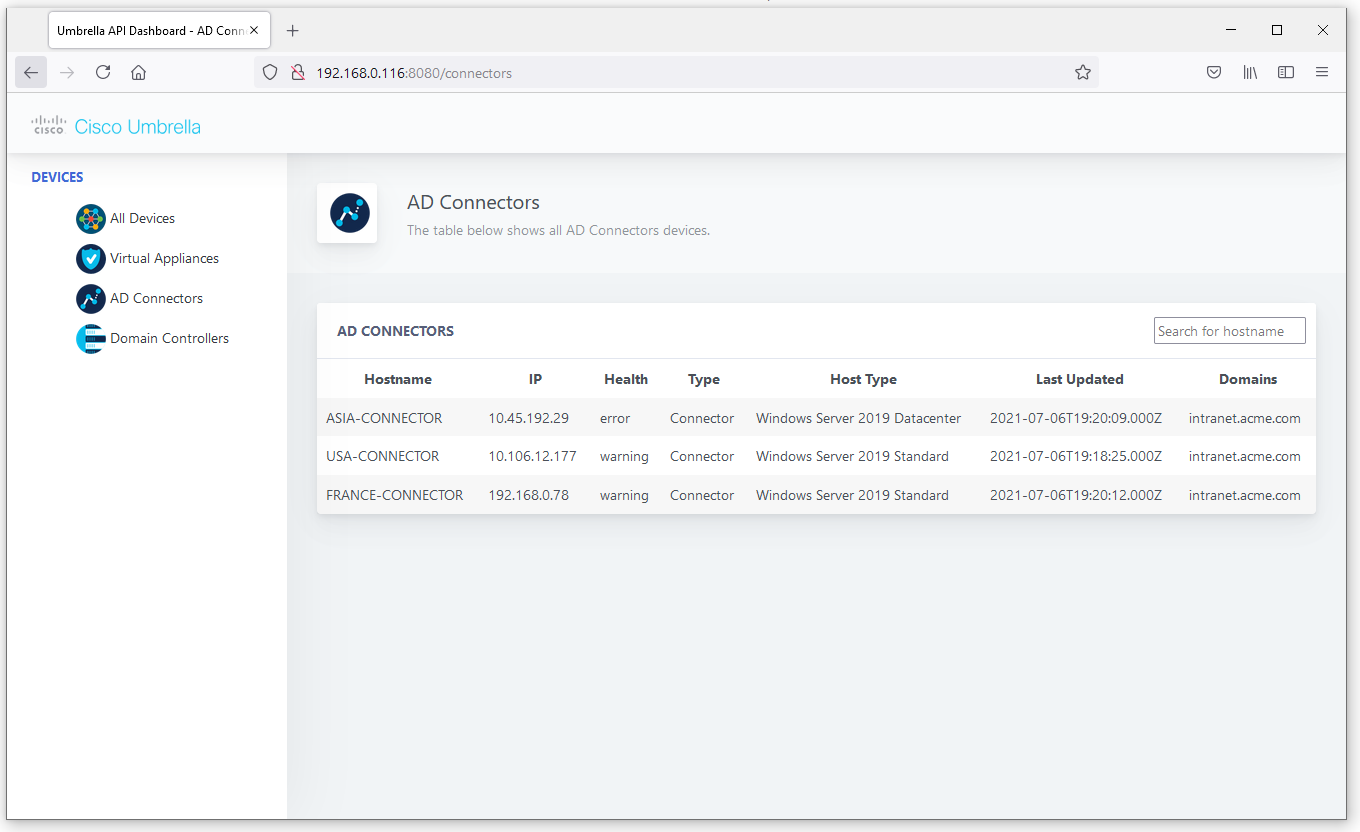 Umbrella API Dashboard - AD Conn
192.168.0.116:8080/connectors
cisco Cisco Umbrella
DEVICES
All Devices
Virtual Appliances
AD Connectors
Domain Controllers
AD Connectors
The table below shows all AD Connectors devices.
AD CONNECTORS Search for hostname
Hostname IP Health Type Host Type Last Updated Domains
ASIA-CONNECTOR 10.45.192.29 error Connector Windows Server 2019 Datacenter 2021-07-06T19:20:09.000Z intranet.acme.com
USA-CONNECTOR 10.106.12.177 warning Connector Windows Server 2019 Standard 2021-07-06T19:18:25.000Z intranet.acme.com
FRANCE-CONNECTOR 192.168.0.78 warning Connector Windows Server 2019 Standard 2021-07-06T19:20:12.000Z intranet.acme.com